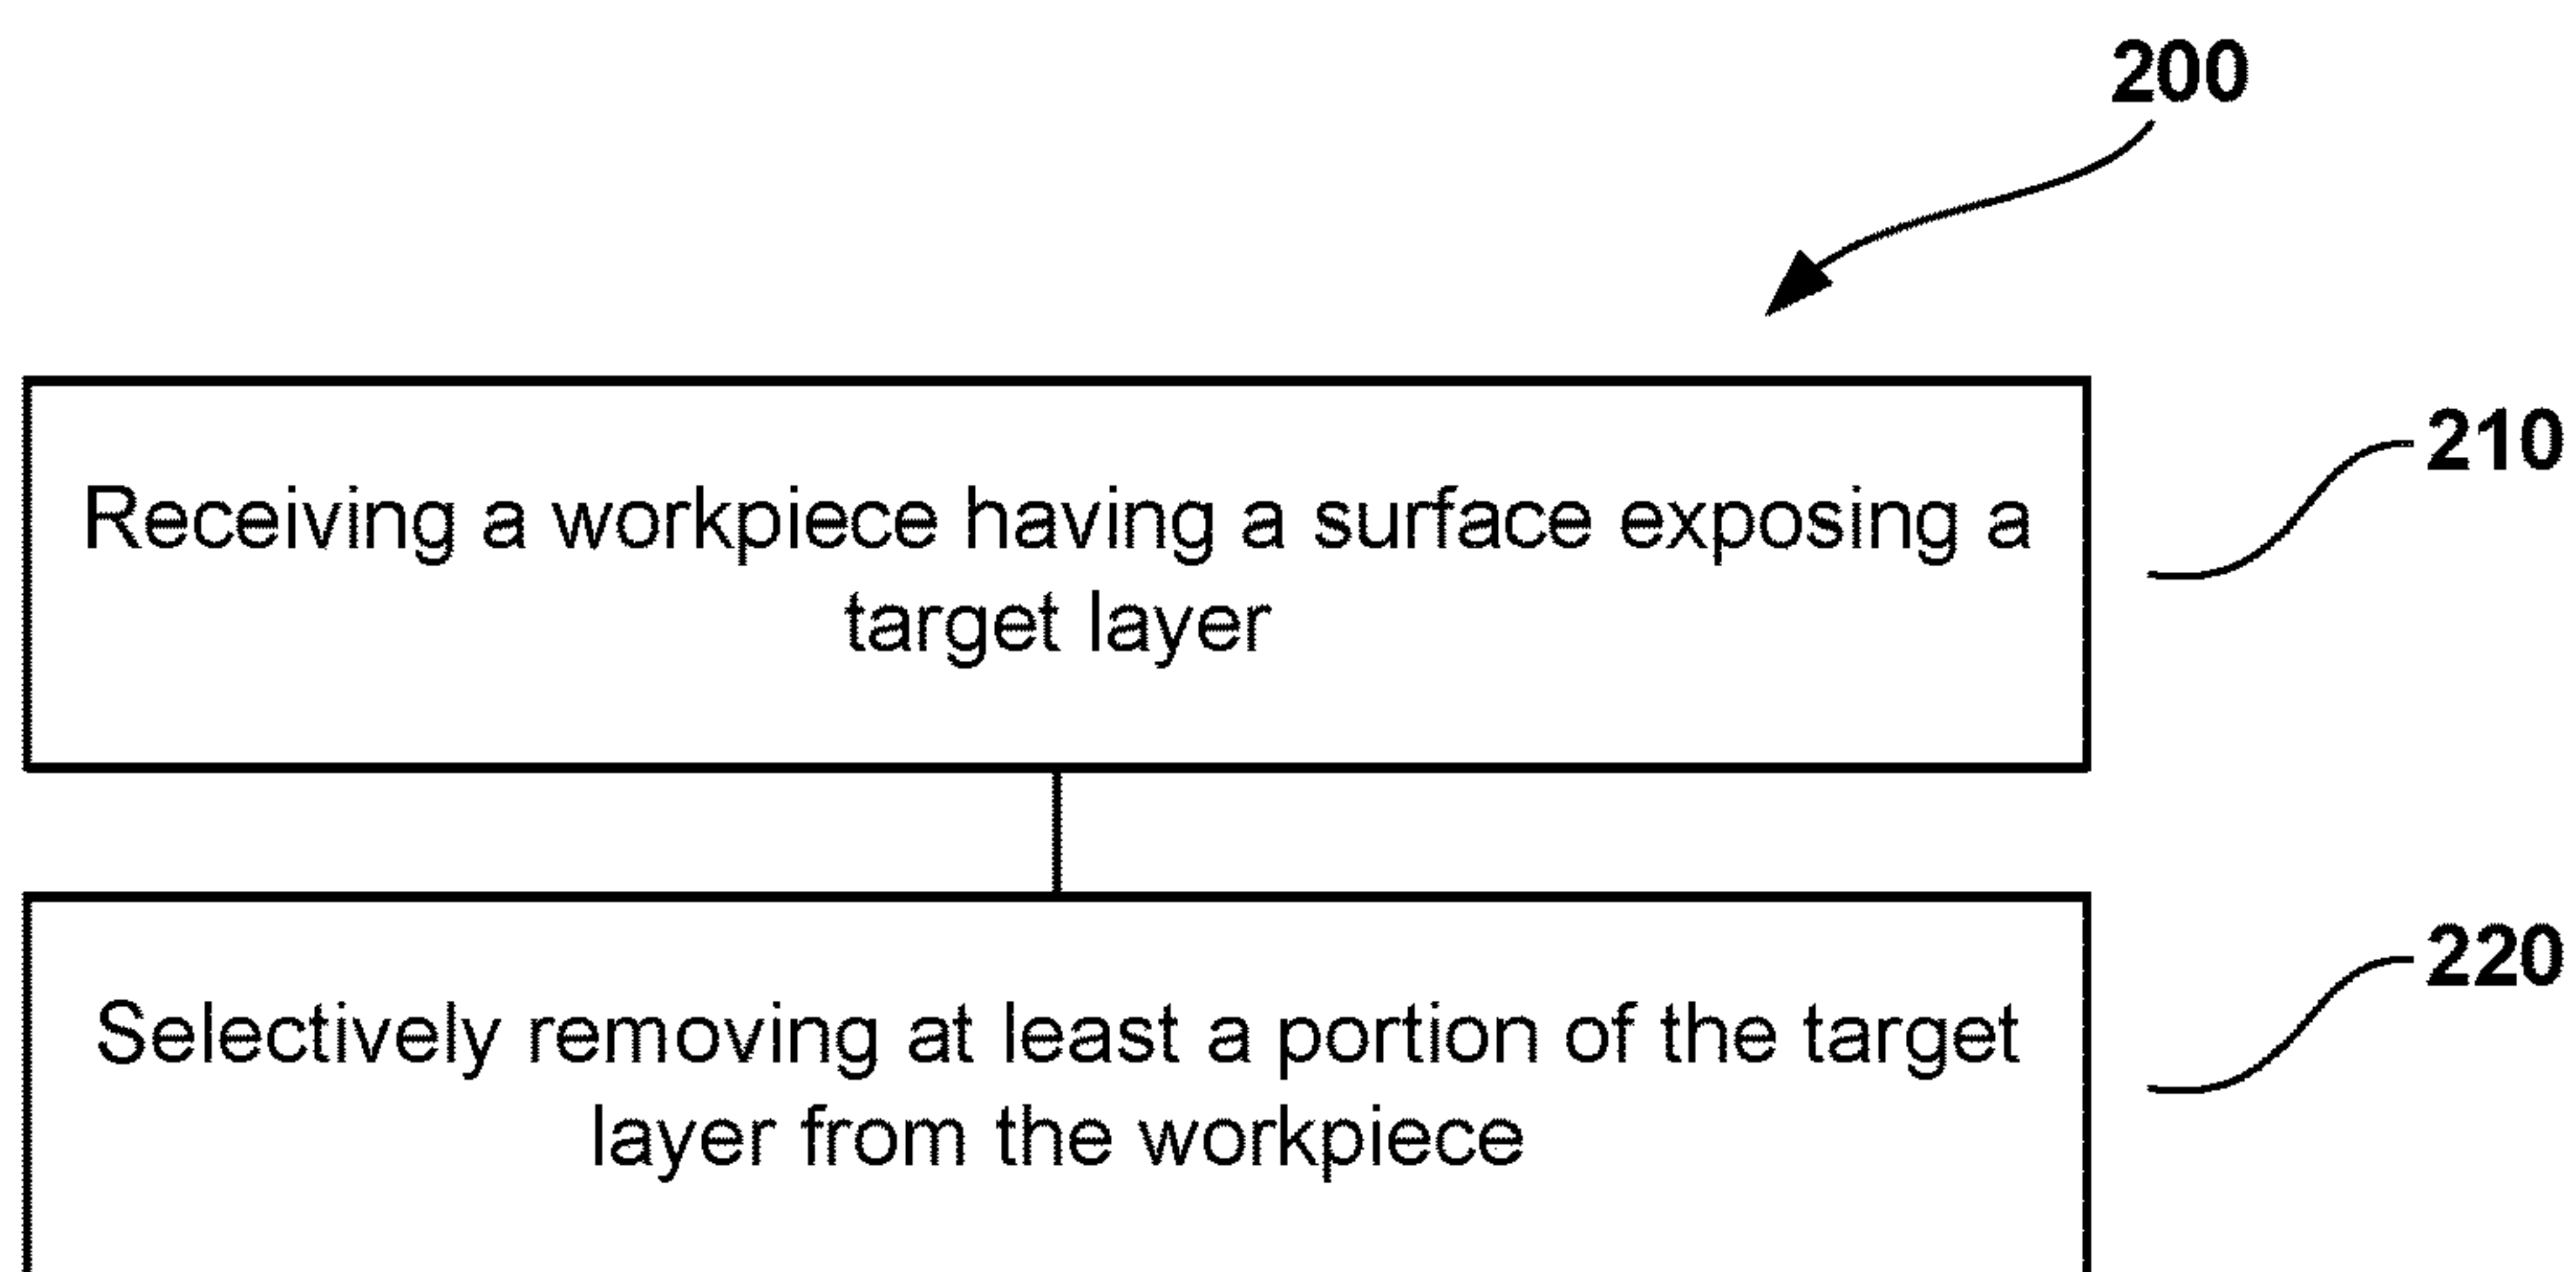 200
210
Receiving a workpiece having a surface exposing a
target layer
220
Selectively removing at least a portion of the target
layer from the workpiece